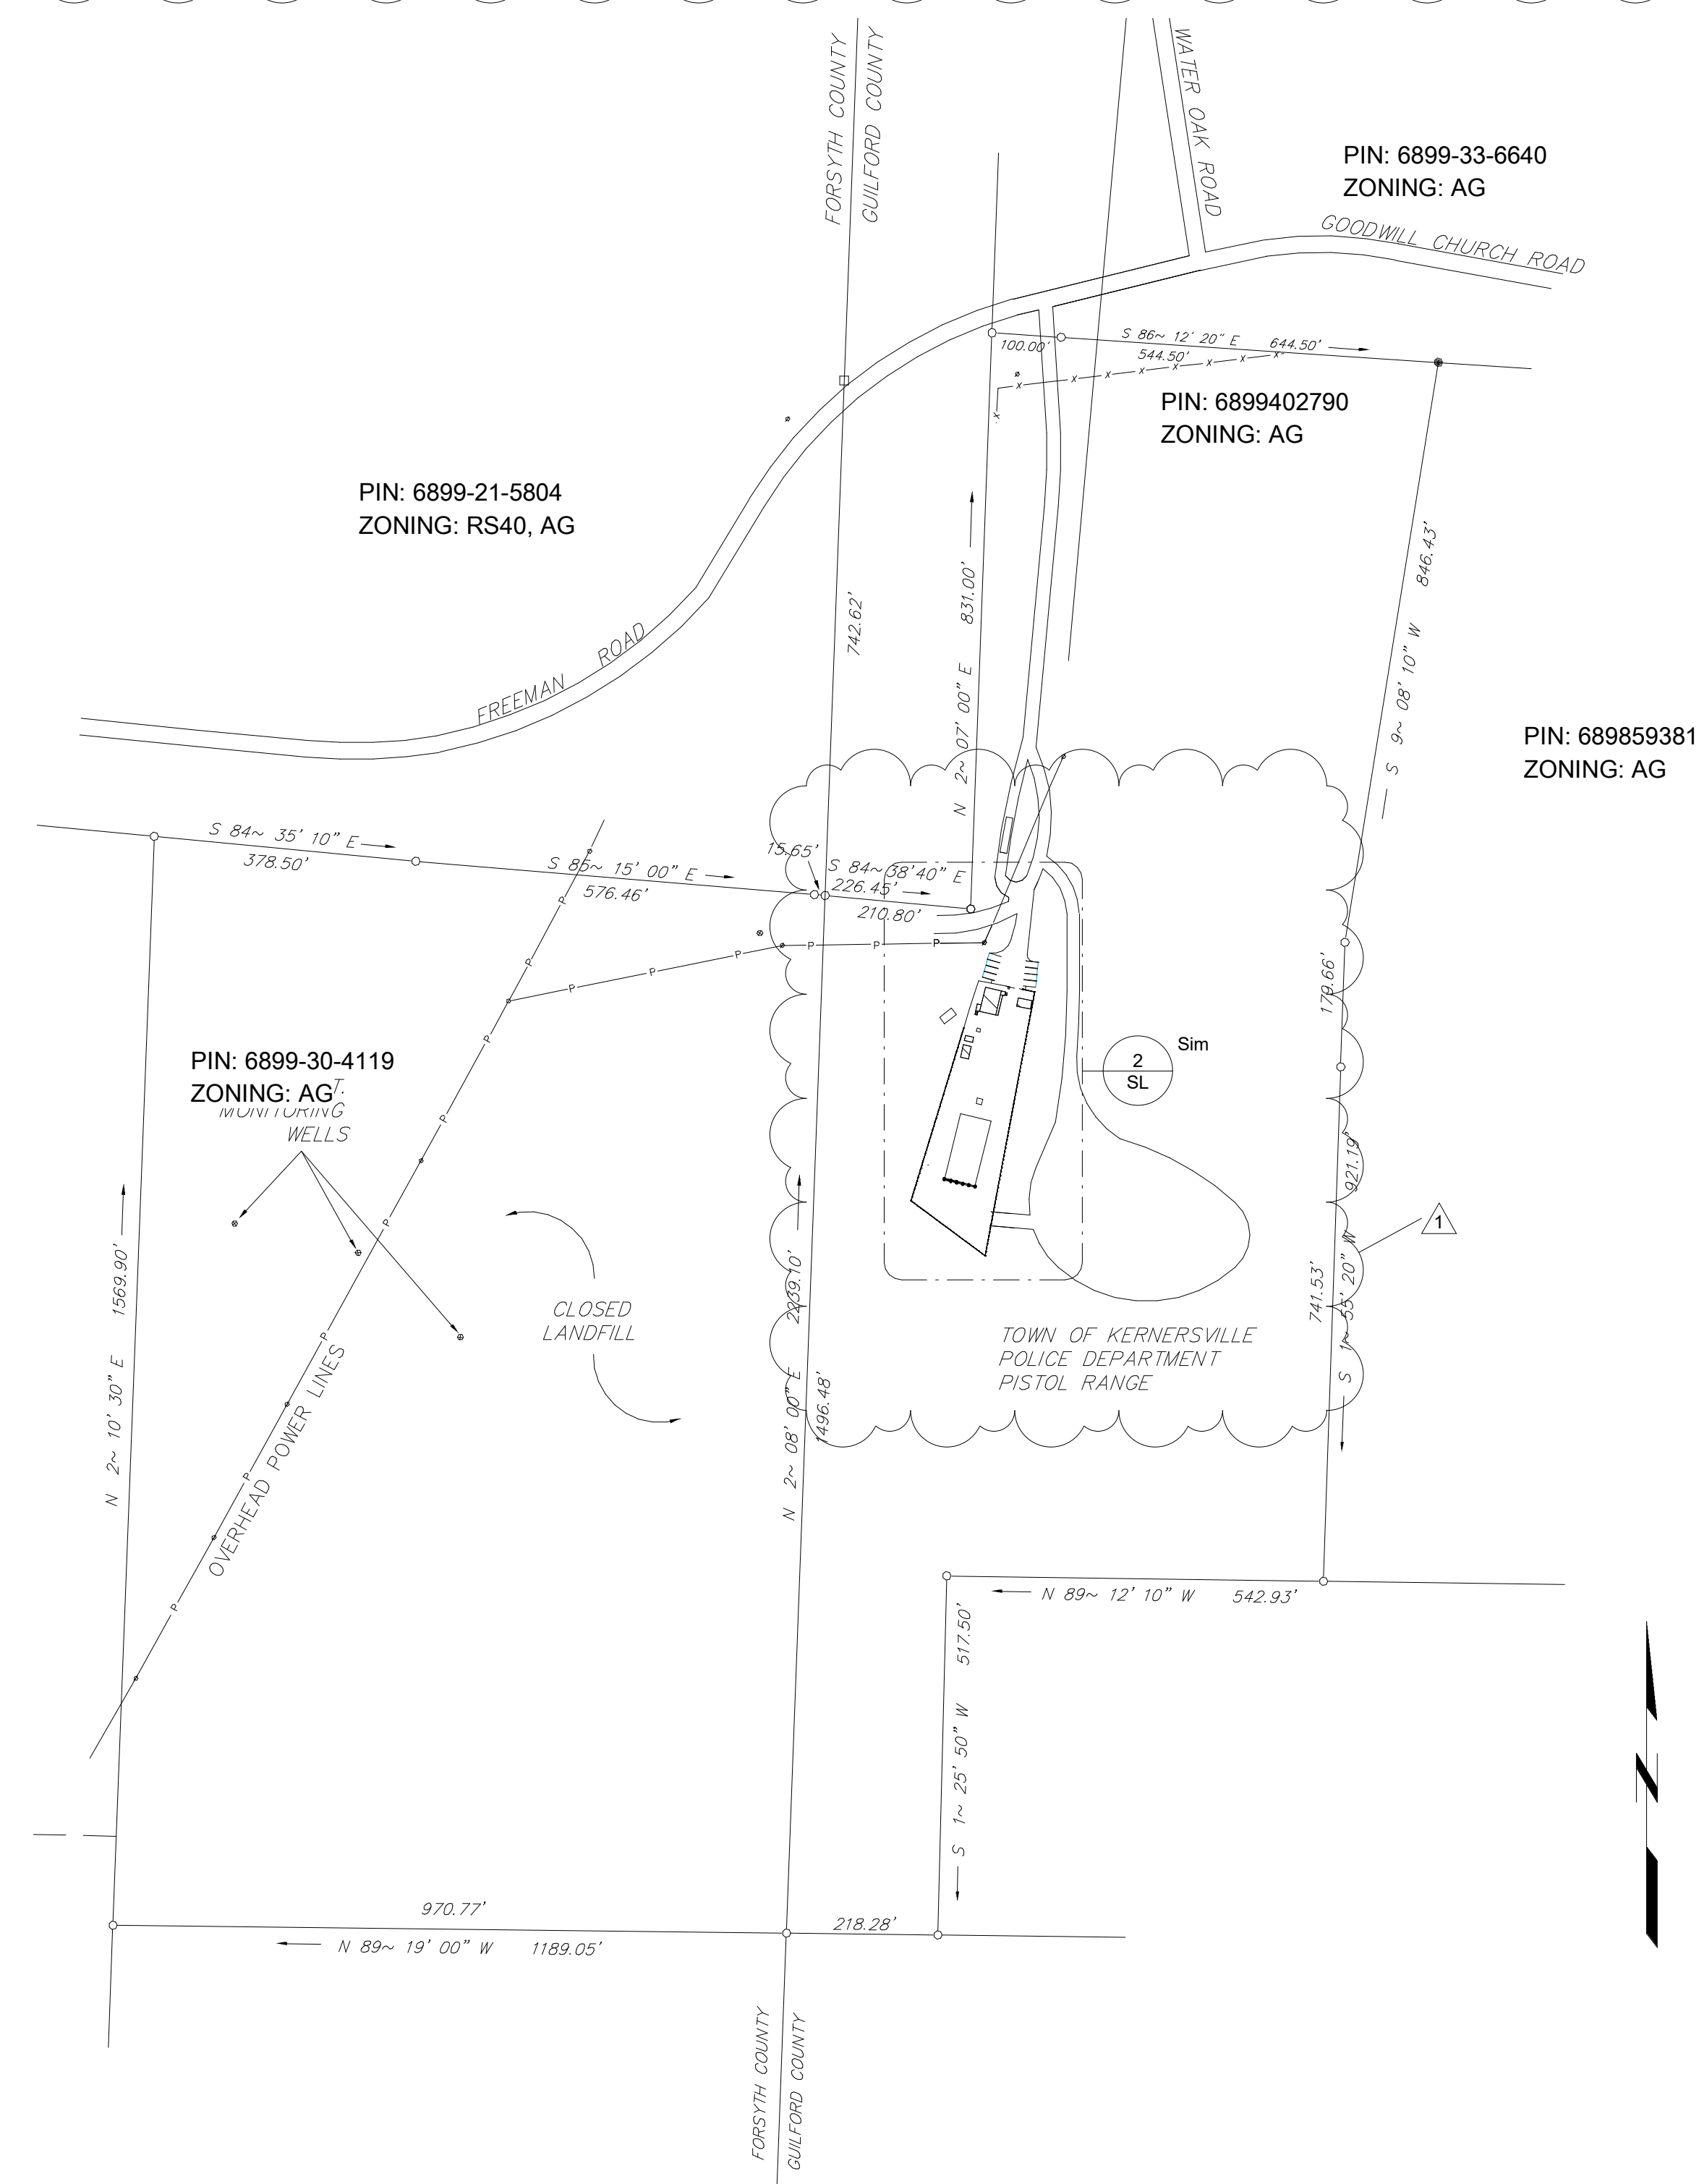 FORSYTH COUNTY
GUILFORD COUNTY
WATER OAK ROAD
PIN: 6899-33-6640
ZONING: AG
GOODWILL CHURCH ROAD
S 86~ 12' 20" E 644.50'
100.00'
544.50'
PIN: 6899402790
ZONING: AG
PIN: 6899-21-5804
ZONING: RS40, AG
846.43'
S 9~ 08' 10" W
742.62'
831.00'
N 2~ 07' 00" E
FREEMAN ROAD
PIN: 689859381
ZONING: AG
S 84~ 35' 10" E
378.50'
S 85~ 15' 00" E
576.46'
15.65'
S 84~ 38'40" E
226.45'
210.80'
179.66'
PIN: 6899-30-4119
ZONING: AG
MONITORING
WELLS
2
SL
Sim
921.19'
1
S 1~ 55' 20" W
741.53'
N 2~ 10' 30" E 1569.90'
CLOSED
LANDFILL
OVERHEAD POWER LINES
N 2~ 08' 00" E 2239.10'
1496.48'
TOWN OF KERNERSVILLE
POLICE DEPARTMENT
PISTOL RANGE
N 89~ 12' 10" W 542.93'
S 1~ 25' 50" W 517.50'
N
970.77'
218.28'
N 89~ 19' 00" W 1189.05'
FORSYTH COUNTY
GUILFORD COUNTY